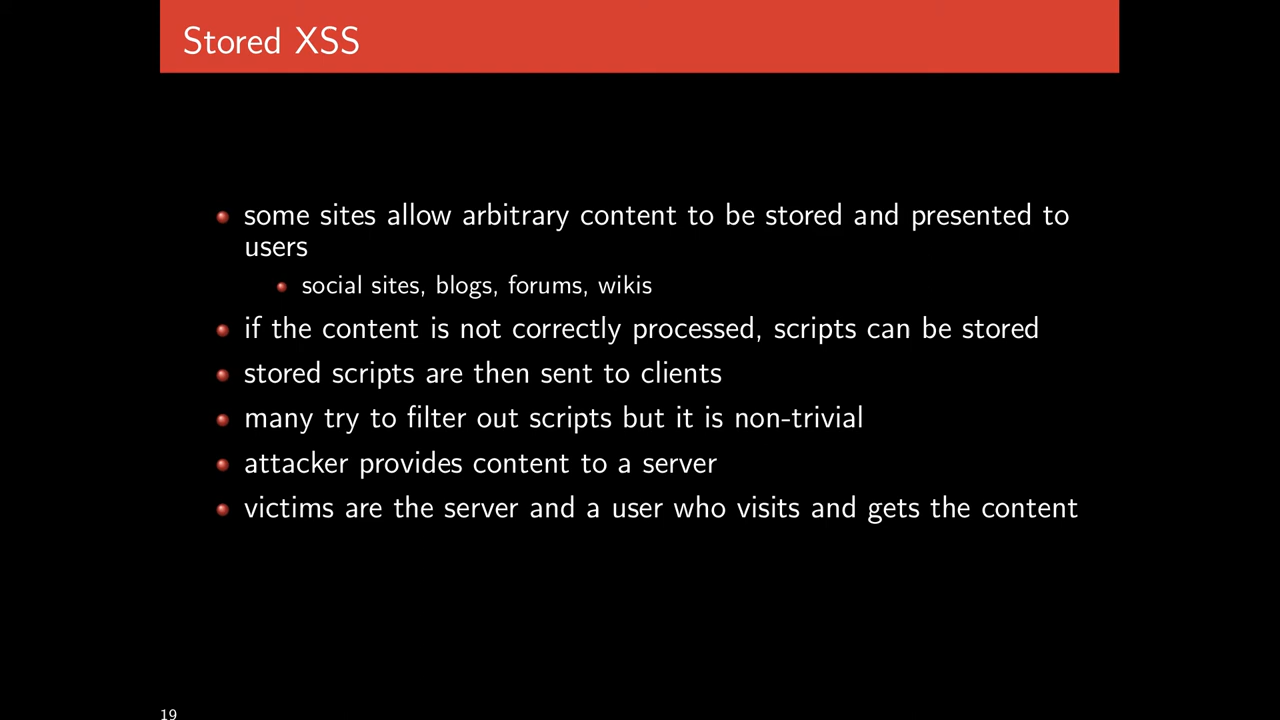 Stored XSS
some sites allow arbitrary content to be stored and presented to
users
social sites, blogs, forums, wikis
if the content is not correctly processed, scripts can be stored
stored scripts are then sent to clients
many try to filter out scripts but it is non-trivial
attacker provides content to a server
victims are the server and a user who visits and gets the content
19